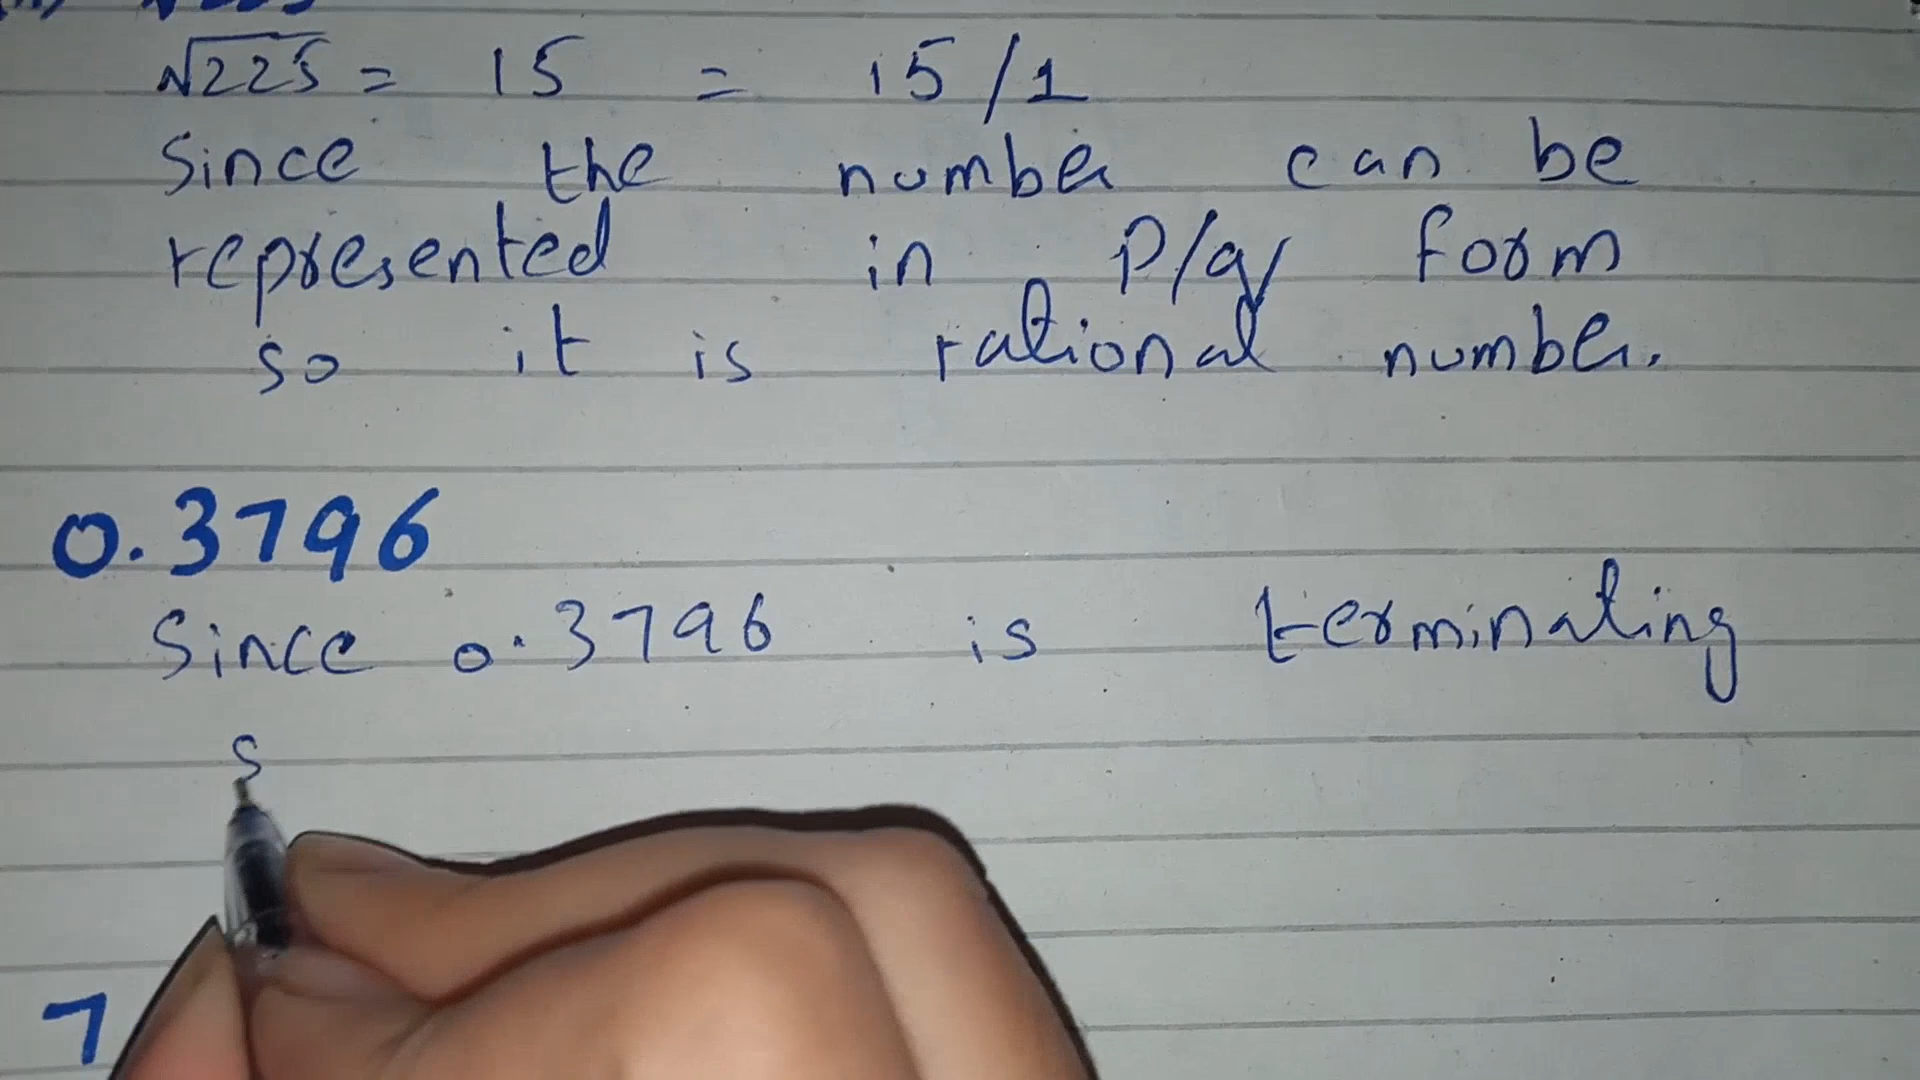 √225 = 15 = 15/1
Since the number can be
represented in P/q form
so it is rational number.
0.3796
Since 0.3796 is terminating
s
7